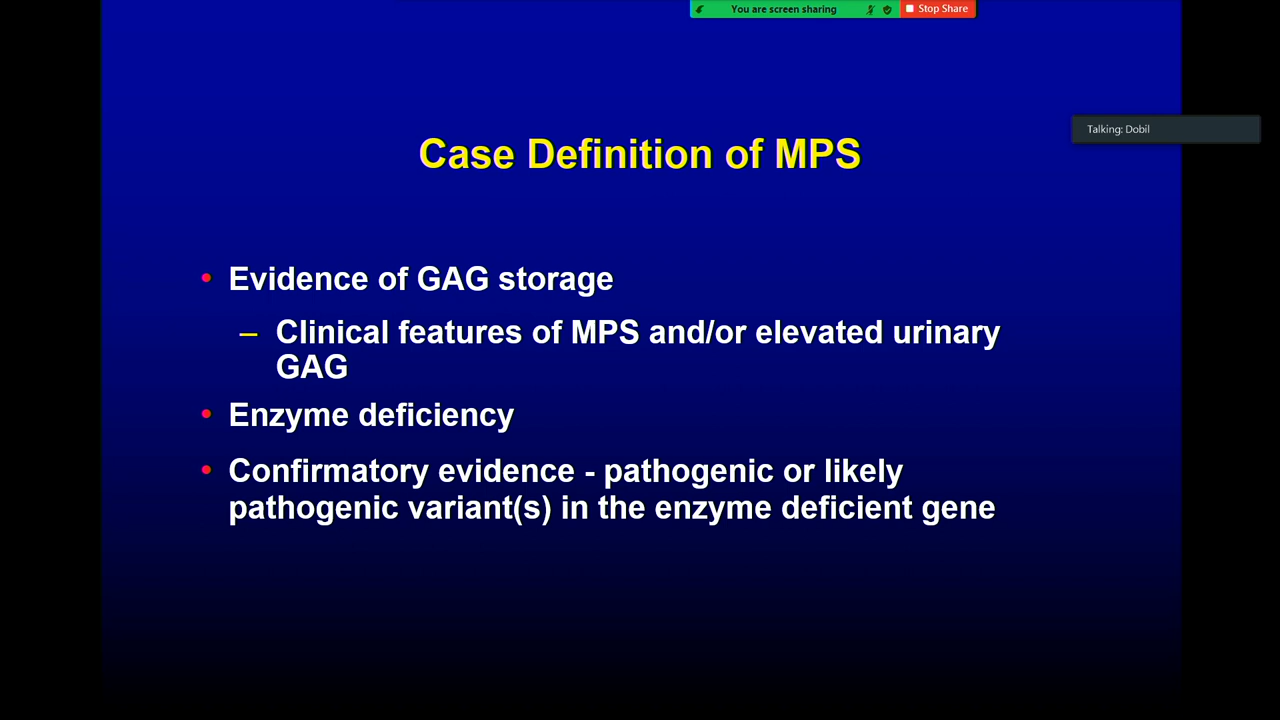 You are screen sharing
Stop Share
Talking: Dobil
Case Definition of MPS
• Evidence of GAG storage
– Clinical features of MPS and/or elevated urinary
GAG
• Enzyme deficiency
• Confirmatory evidence - pathogenic or likely
pathogenic variant(s) in the enzyme deficient gene